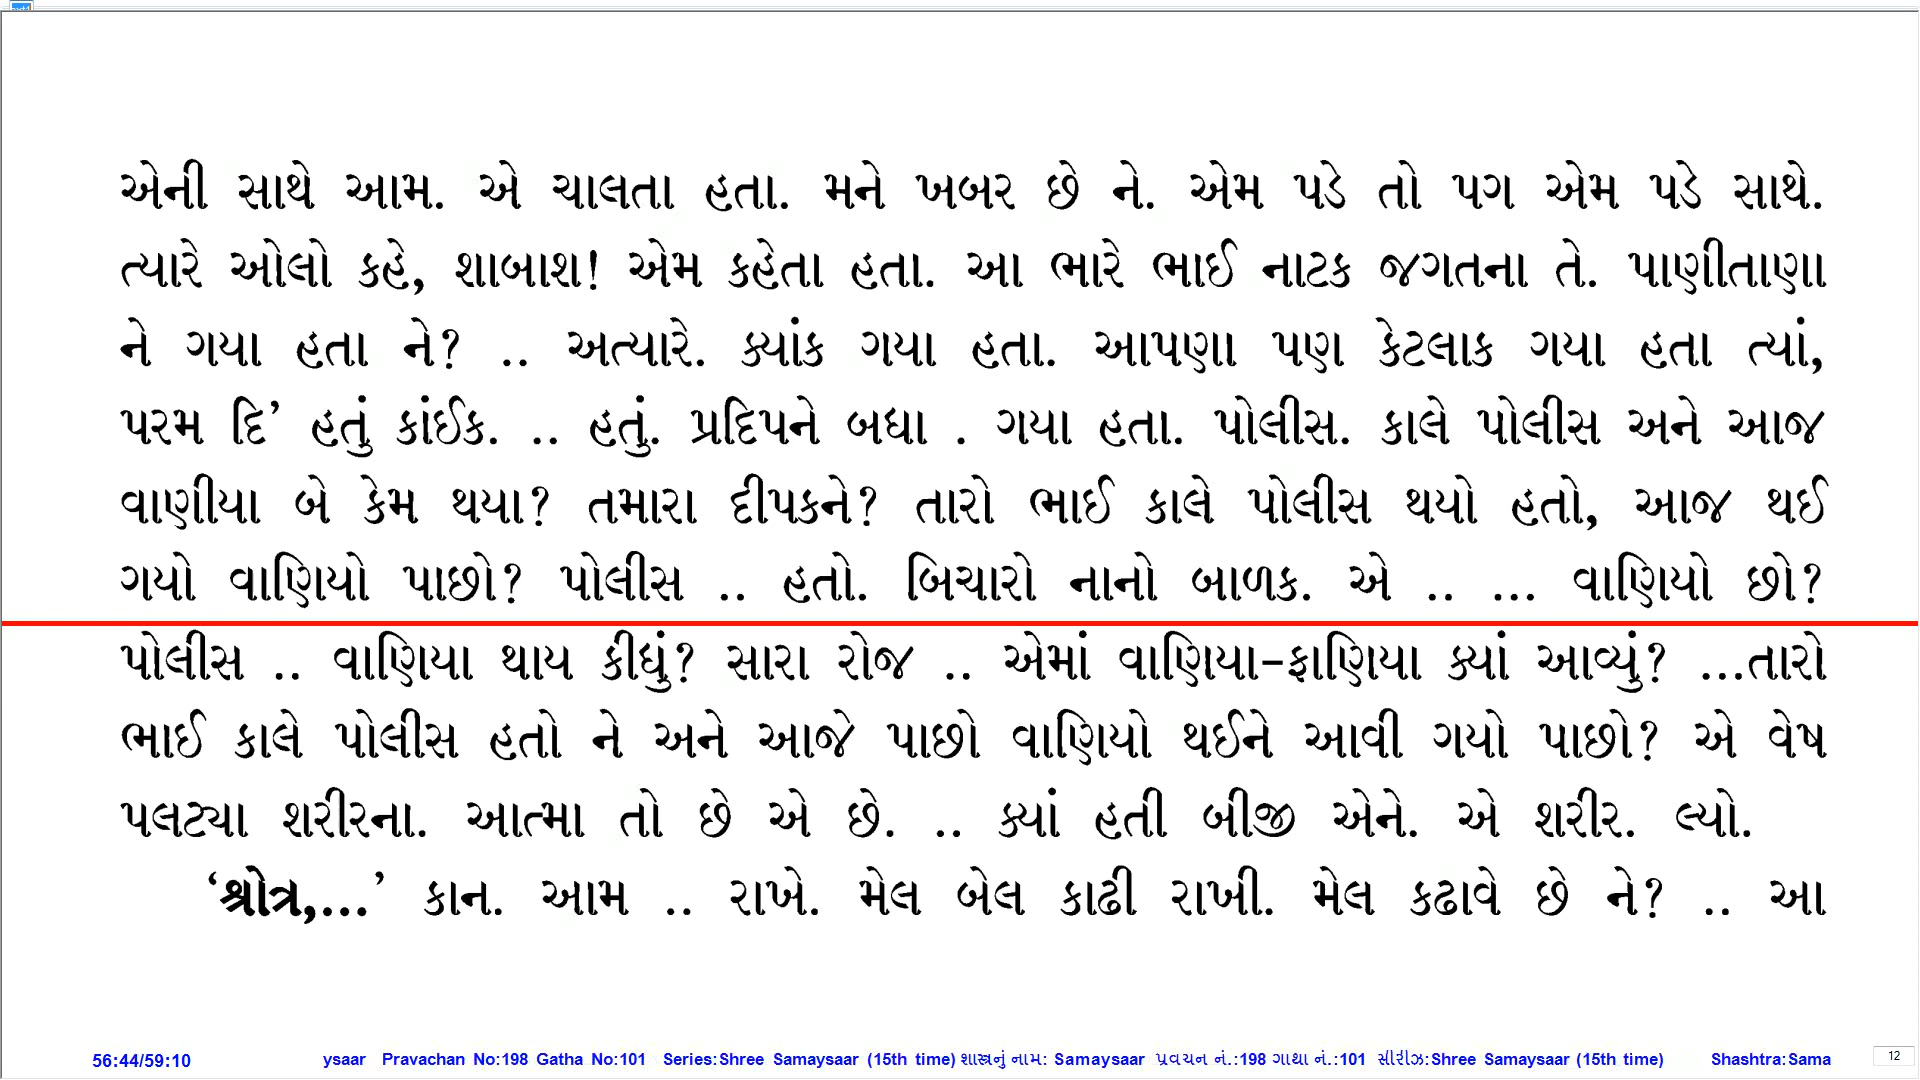 એની સાથે આમ. એ ચાલતા હતા. મને ખબર છે ને. એમ પડે તો પગ એમ પડે સાથે.
ત્યારે ઓલો કહે, શાબાશ! એમ કહેતા હતા. આ ભારે ભાઈ નાટક જગતના તે. પાણીતાણા
ને ગયા હતા ને? .. અત્યારે. ક્યાંક ગયા હતા. આપણા પણ કેટલાક ગયા હતા ત્યાં,
પરમ દિ’ હતું કાંઈક. .. હતું. પ્રદિપને બધા . ગયા હતા. પોલીસ. કાલે પોલીસ અને આજ
વાણીયા બે કેમ થયા? તમારા દીપકને? તારો ભાઈ કાલે પોલીસ થયો હતો, આજ થઈ
ગયો વાણિયો પાછો? પોલીસ .. હતો. બિચારો નાનો બાળક. એ .. ... વાણિયો છો?
પોલીસ .. વાણિયા થાય કીધું? સારા રોજ .. એમાં વાણિયા-ફાણિયા ક્યાં આવ્યું? ...તારો
ભાઈ કાલે પોલીસ હતો ને અને આજે પાછો વાણિયો થઈને આવી ગયો પાછો? એ વેષ
પલટ્યા શરીરના. આત્મા તો છે એ છે. .. ક્યાં હતી બીજી એને. એ શરીર. લ્યો.
‘શ્રોત્ર,...’ કાન. આમ .. રાખે. મેલ બેલ કાઢી રાખી. મેલ કઢાવે છે ને? .. આ
56:44/59:10 ysaar Pravachan No:198 Gatha No:101 Series:Shree Samaysaar (15th time) શાસ્ત્રનું નામ: Samaysaar પ્રવચન નં.:198 ગાથા નં.:101 સીરીઝ:Shree Samaysaar (15th time) Shashtra:Sama 12